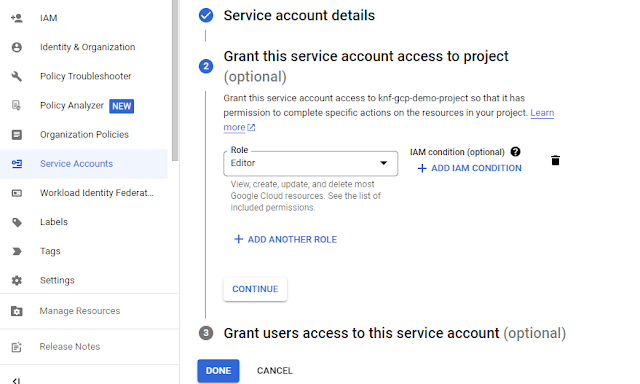 IAM
Identity & Organization
Policy Troubleshooter
Policy Analyzer NEW
Organization Policies
Service Accounts
Workload Identity Federat...
Labels
Tags
Settings
Manage Resources
Release Notes
Service account details
2 Grant this service account access to project
(optional)
Grant this service account access to knf-gcp-demo-project so that it has
permission to complete specific actions on the resources in your project. Learn
more
Role
Editor
IAM condition (optional) ?
+ ADD IAM CONDITION
View, create, update, and delete most
Google Cloud resources. See the list of
included permissions.
+ ADD ANOTHER ROLE
CONTINUE
3 Grant users access to this service account (optional)
DONE CANCEL